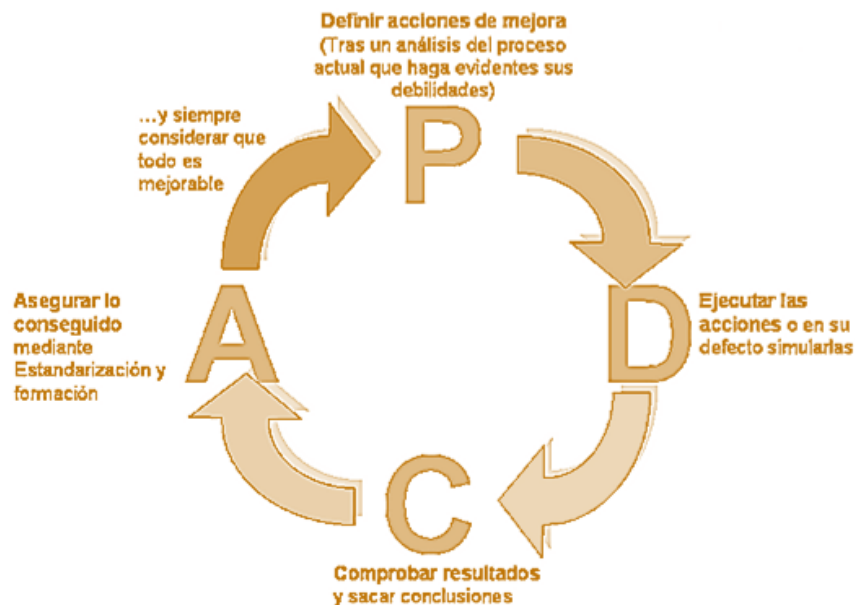 Definir acciones de mejora
(Tras un análisis del proceso
actual que haga evidentes sus
debilidades)
P
...y siempre
considerar que
todo es
mejorable
D
Ejecutar las
acciones o en su
defecto simularlas
A
Asegurar lo
conseguido
mediante
Estandarización y
formación
C
Comprobar resultados
y sacar conclusiones